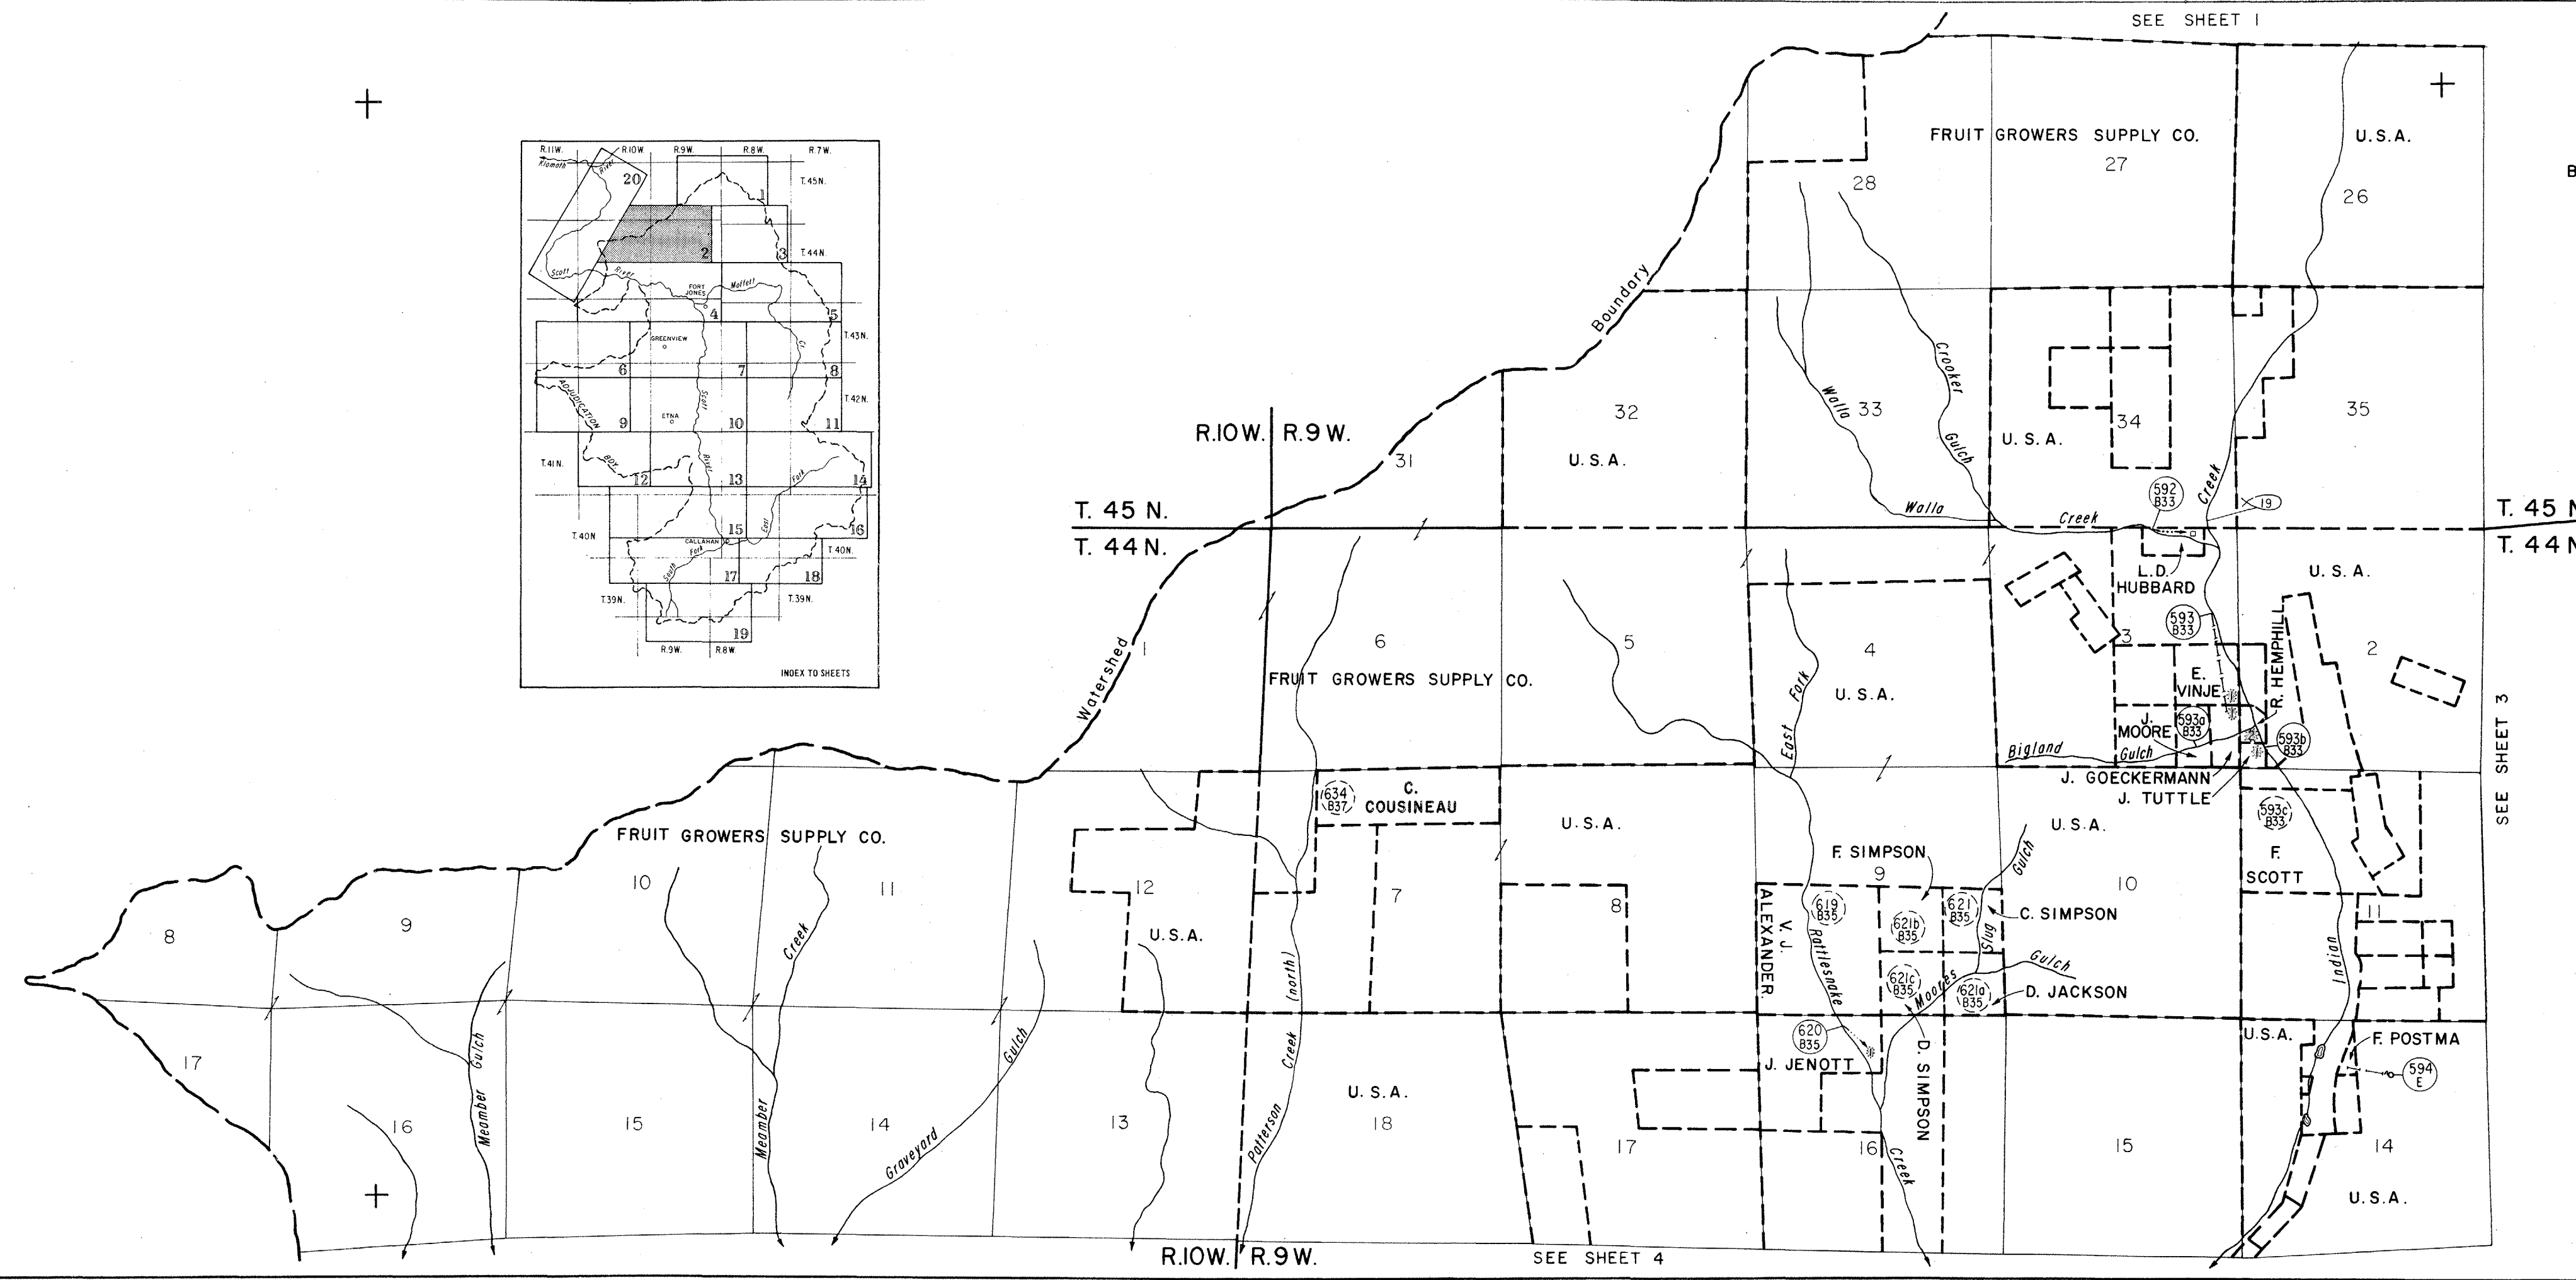 SEE SHEET 1
R.11W.
R.10W.
R.9W.
R.8W.
R.7W.
Klamath River
20
1
T.45N.
2
3
T.44N.
Scott River
FORT JONES
Moffett
Cr.
4
5
T.43N.
GREENVIEW
6
7
8
ADJUDICATION
BDY.
Scott
River
T.42N.
ETNA
9
10
11
T.41N.
12
13
14
East Fork
15
16
T.40N
CALLAHAN
South Fork
T.40N.
17
18
T.39N.
T.39N.
19
R.9W.
R.8W.
INDEX TO SHEETS
FRUIT GROWERS SUPPLY CO.
27
28
U.S.A.
26
B
Boundary
Crooker
Gulch
Walla
32
33
U.S.A.
34
35
R.10W.
R.9W.
31
U.S.A.
592
B33
Creek
19
T. 45 N.
T. 44 N.
Walla
Creek
T. 45 N
T. 44 N
L.D.
HUBBARD
U.S.A.
593
B33
Watershed
1
6
FRUIT GROWERS SUPPLY CO.
5
4
U.S.A.
East
Fork
3
2
E.
VINJE
R. HEMPHILL
J.
MOORE
593a
B33
593b
B33
Bigland
Gulch
J. GOECKERMANN
J. TUTTLE
SEE SHEET 3
634
B37
C.
COUSINEAU
U.S.A.
U.S.A.
593c
B33
F.
SCOTT
FRUIT GROWERS SUPPLY CO.
8
9
10
11
Creek
12
U.S.A.
7
8
F. SIMPSON
9
10
V. J.
ALEXANDER
619
B35
621b
B35
621
B35
Slug
Gulch
C. SIMPSON
Rattlesnake
621c
B35
Moores
Gulch
621a
B35
D. JACKSON
11
Indian
17
16
Meamber
Gulch
15
Meamber
14
Graveyard
Gulch
13
Patterson
Creek
(north)
U.S.A.
18
17
620
B35
J. JENOTT
D. SIMPSON
16
Creek
15
U.S.A.
F. POSTMA
594
E
14
U.S.A.
R.10W.
R.9W.
SEE SHEET 4